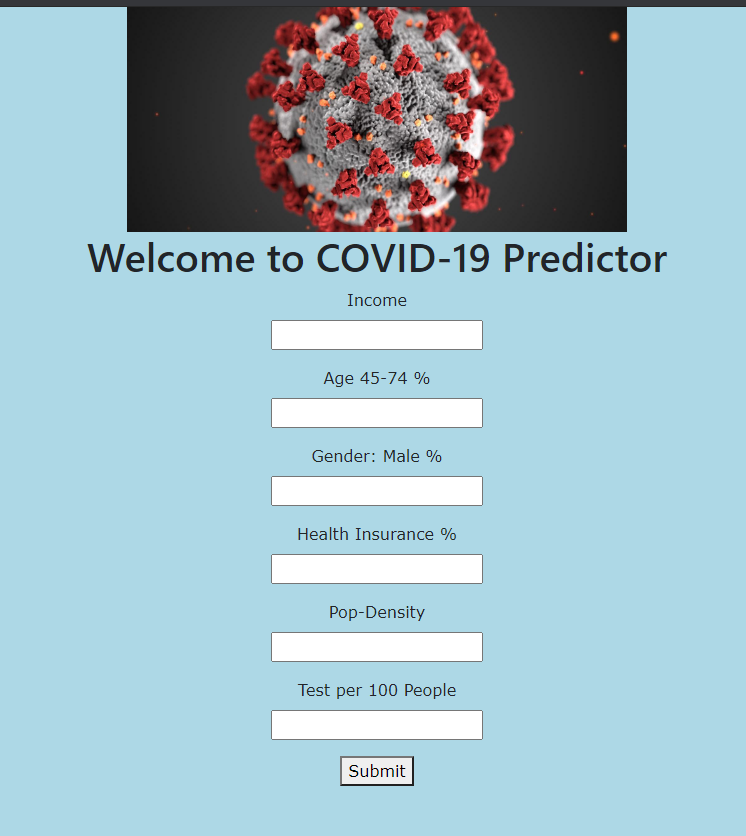 Welcome to COVID-19 Predictor
Income
Age 45-74 %
Gender: Male %
Health Insurance %
Pop-Density
Test per 100 People
Submit